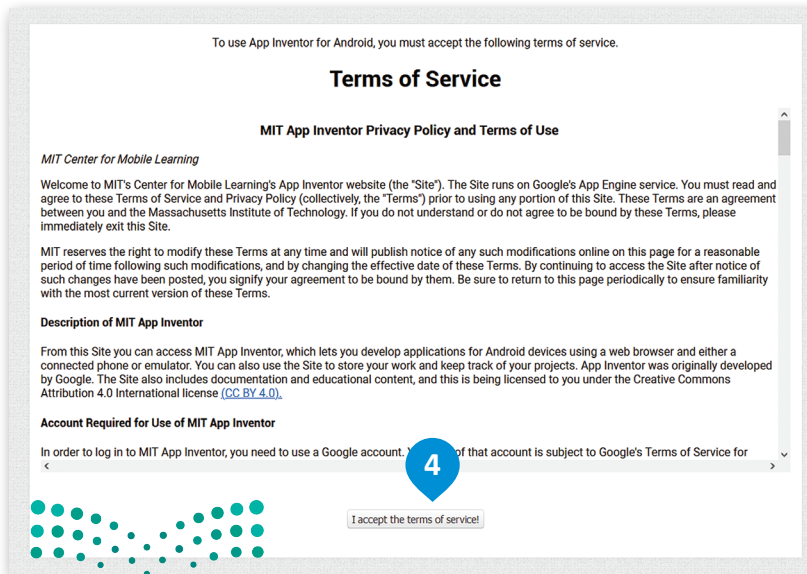 To use App Inventor for Android, you must accept the following terms of service.
Terms of Service
MIT App Inventor Privacy Policy and Terms of Use
MIT Center for Mobile Learning
Welcome to MIT's Center for Mobile Learning's App Inventor website (the "Site"). The Site runs on Google's App Engine service. You must read and
agree to these Terms of Service and Privacy Policy (collectively, the "Terms") prior to using any portion of this Site. These Terms are an agreement
between you and the Massachusetts Institute of Technology. If you do not understand or do not agree to be bound by these Terms, please
immediately exit this Site.
MIT reserves the right to modify these Terms at any time and will publish notice of any such modifications online on this page for a reasonable
period of time following such modifications, and by changing the effective date of these Terms. By continuing to access the Site after notice of
such changes have been posted, you signify your agreement to be bound by them. Be sure to return to this page periodically to ensure familiarity
with the most current version of these Terms.
Description of MIT App Inventor
From this Site you can access MIT App Inventor, which lets you develop applications for Android devices using a web browser and either a
connected phone or emulator. You can also use the Site to store your work and keep track of your projects. App Inventor was originally developed
by Google. The Site also includes documentation and educational content, and this is being licensed to you under the Creative Commons
Attribution 4.0 International license (CC BY 4.0).
Account Required for Use of MIT App Inventor
In order to log in to MIT App Inventor, you need to use a Google account. of that account is subject to Google's Terms of Service for
4
I accept the terms of service!